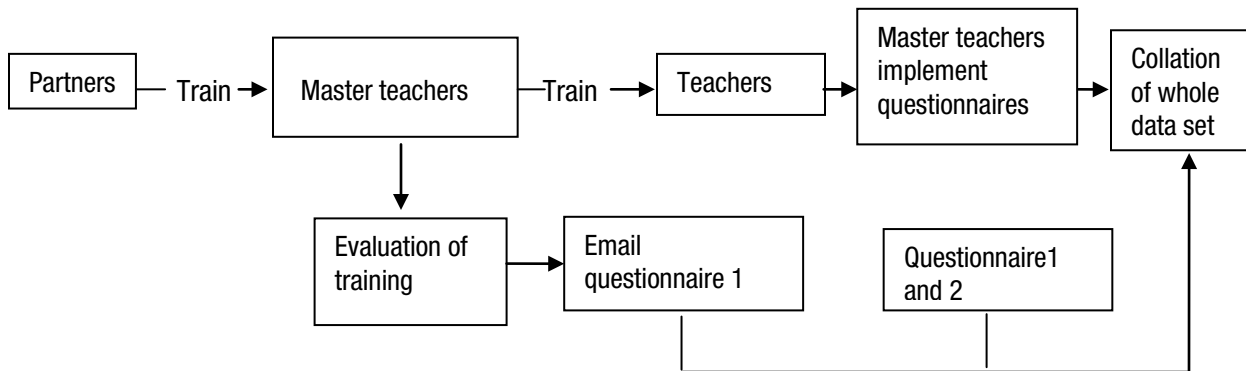 Partners
Train
Master teachers
Train
Teachers
Master teachers
implement
questionnaires
Collation
of whole
data set
Evaluation of
training
Email
questionnaire 1
Questionnaire1
and 2